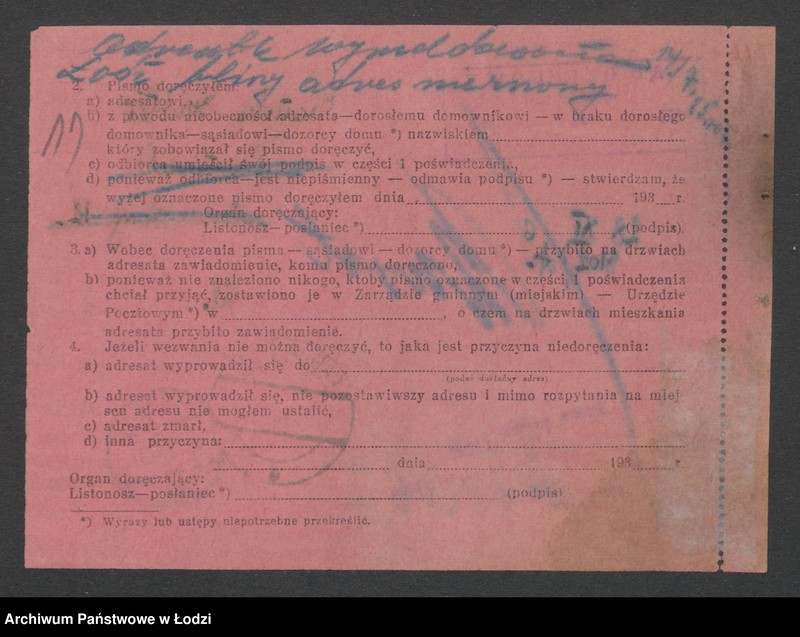 adres nieznany
2. Pismo doręczyłem:
a) adresatowi,
b) z powodu nieobecności adresata—dorosłemu domownikowi — w braku dorosłego
domownika—sąsiadowi—dozorcy domu *) nazwiskiem
który zobowiązał się pismo doręczyć,
c) odbiorca umieścił swój podpis w części 1 poświadczenia,
d) ponieważ odbiorca—jest niepiśmienny — odmawia podpisu *) — stwierdzam, że
wyżej oznaczone pismo doręczyłem dnia , 193 r.
Organ doręczający:
Listonosz—posłaniec *) (podpis).
3. a) Wobec doręczenia pisma — sąsiadowi — dozorcy domu *) — przybito na drzwiach
adresata zawiadomienie, komu pismo doręczono,
b) ponieważ nie znaleziono nikogo, ktoby pismo oznaczone w części 1 poświadczenia
chciał przyjąć, zostawiono je w Zarządzie gminnym (miejskim) — Urzędzie
Pocztowym *) w , o czem na drzwiach mieszkania
adresata przybito zawiadomienie.
4. Jeżeli wezwania nie można doręczyć, to jaka jest przyczyna niedoręczenia:
a) adresat wyprowadził się do
(podać dokładny adres)
b) adresat wyprowadził się, nie pozostawiwszy adresu i mimo rozpytania na miej
scu adresu nie mogłem ustalić,
c) adresat zmarł,
d) inna przyczyna:
dnia 193 r.
Organ doręczający:
Listonosz—posłaniec *) (podpis)
*) Wyrazy lub ustępy niepotrzebne przekreślić.
Archiwum Państwowe w Łodzi